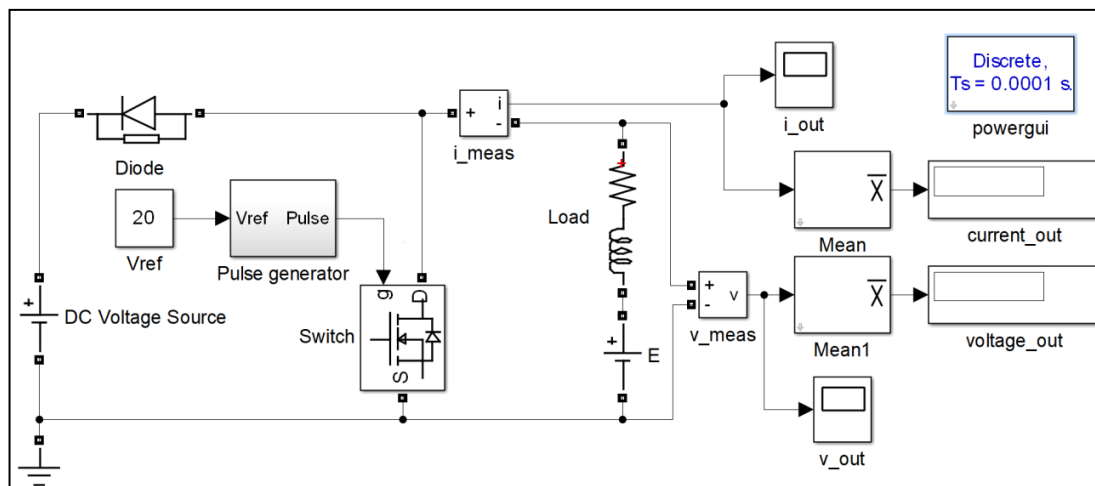 Discrete,
Ts = 0.0001 s.
powergui
i_out
+
i
-
i_meas
Diode
20
Vref
Vref Pulse
Pulse generator
Load
X
Mean
current_out
+
DC Voltage Source
g
D
S
Switch
+
E
+
-
v
v_meas
X
Mean1
voltage_out
v_out